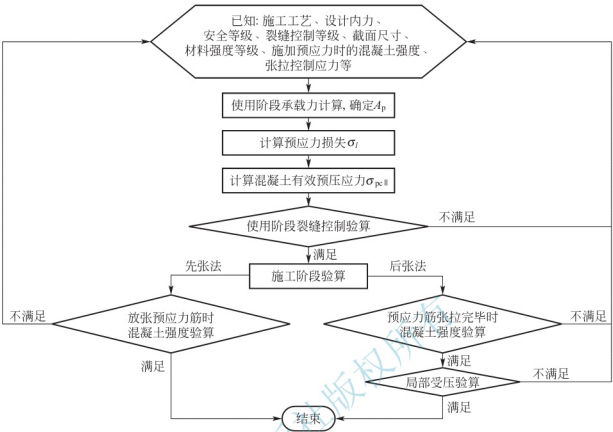 已知: 施工工艺、设计内力、
安全等级、裂缝控制等级、截面尺寸、
材料强度等级、施加预应力时的混凝土强度、
张拉控制应力等
使用阶段承载力计算, 确定Ap
计算预应力损失σl
计算混凝土有效预压应力σpcⅡ
使用阶段裂缝控制验算
不满足
满足
先张法
施工阶段验算
后张法
不满足
放张预应力筋时
混凝土强度验算
预应力筋张拉完毕时
混凝土强度验算
不满足
满足
满足
局部受压验算
不满足
满足
结束
社版权所有